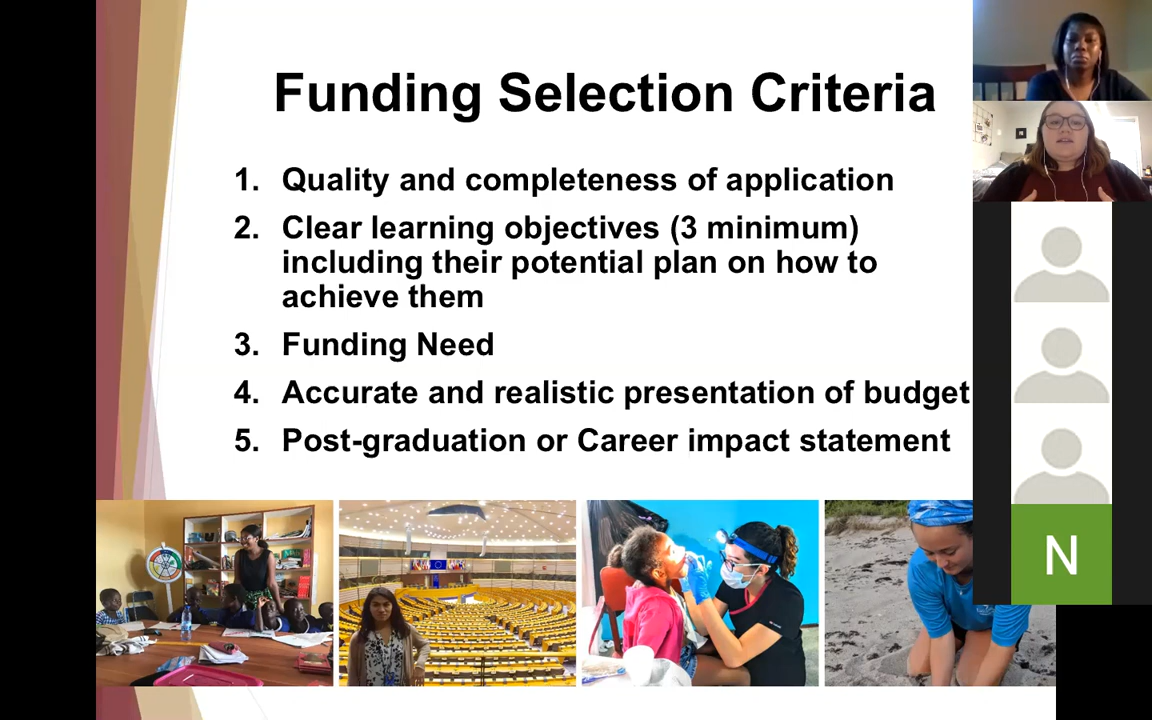 Funding Selection Criteria
1. Quality and completeness of application
2. Clear learning objectives (3 minimum)
including their potential plan on how to
achieve them
3. Funding Need
4. Accurate and realistic presentation of budget
5. Post-graduation or Career impact statement
N